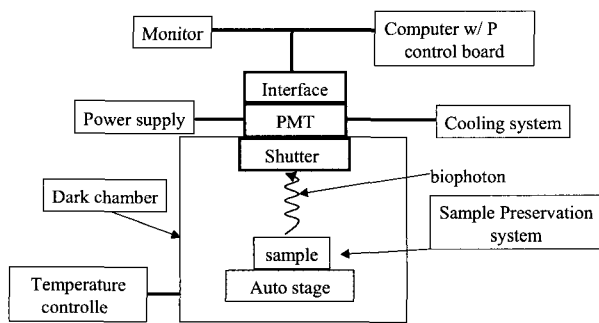 Monitor
Computer w/ P
control board
Interface
Power supply
PMT
Cooling system
Shutter
biophoton
Dark chamber
Sample Preservation
system
sample
Auto stage
Temperature
controlle